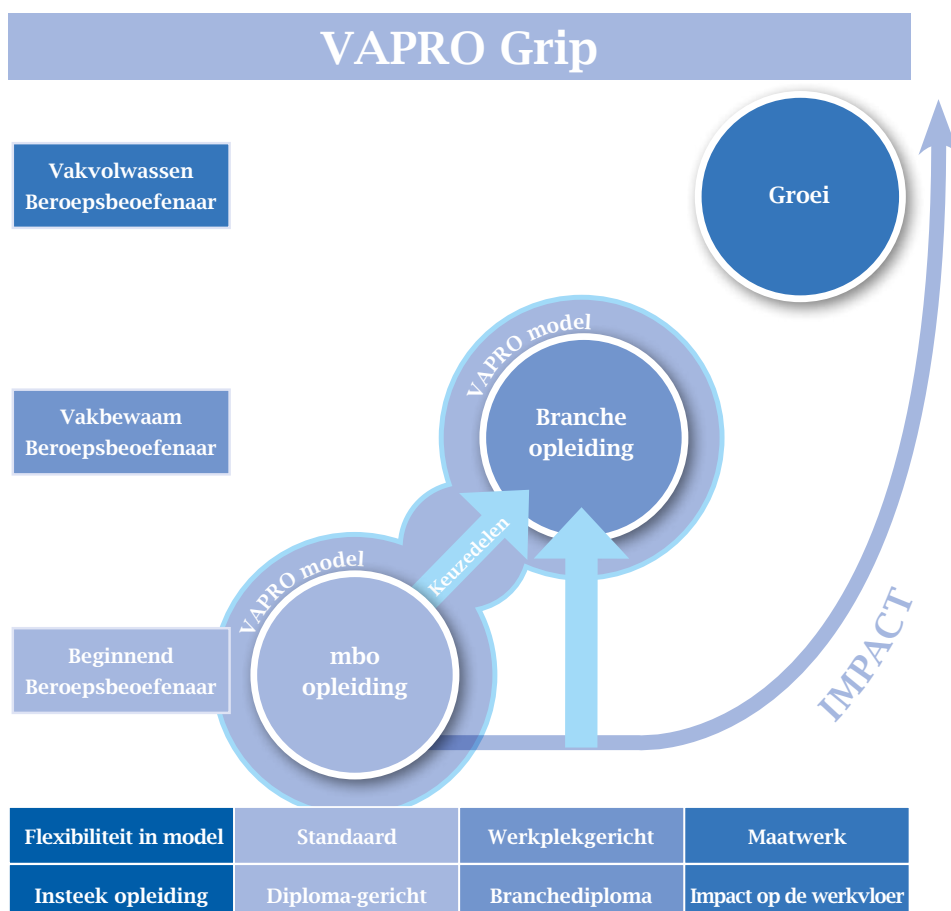 VAPRO Grip
Vakvolwassen
Beroepsbeoefenaar
Groei
VAPRO model
Branche
opleiding
Vakbewaam
Beroepsbeoefenaar
Keuzedelen
VAPRO model
mbo
opleiding
Beginnend
Beroepsbeoefenaar
IMPACT
Flexibiliteit in model
Standaard
Werkplekgericht
Maatwerk
Insteek opleiding
Diploma-gericht
Branchediploma
Impact op de werkvloer